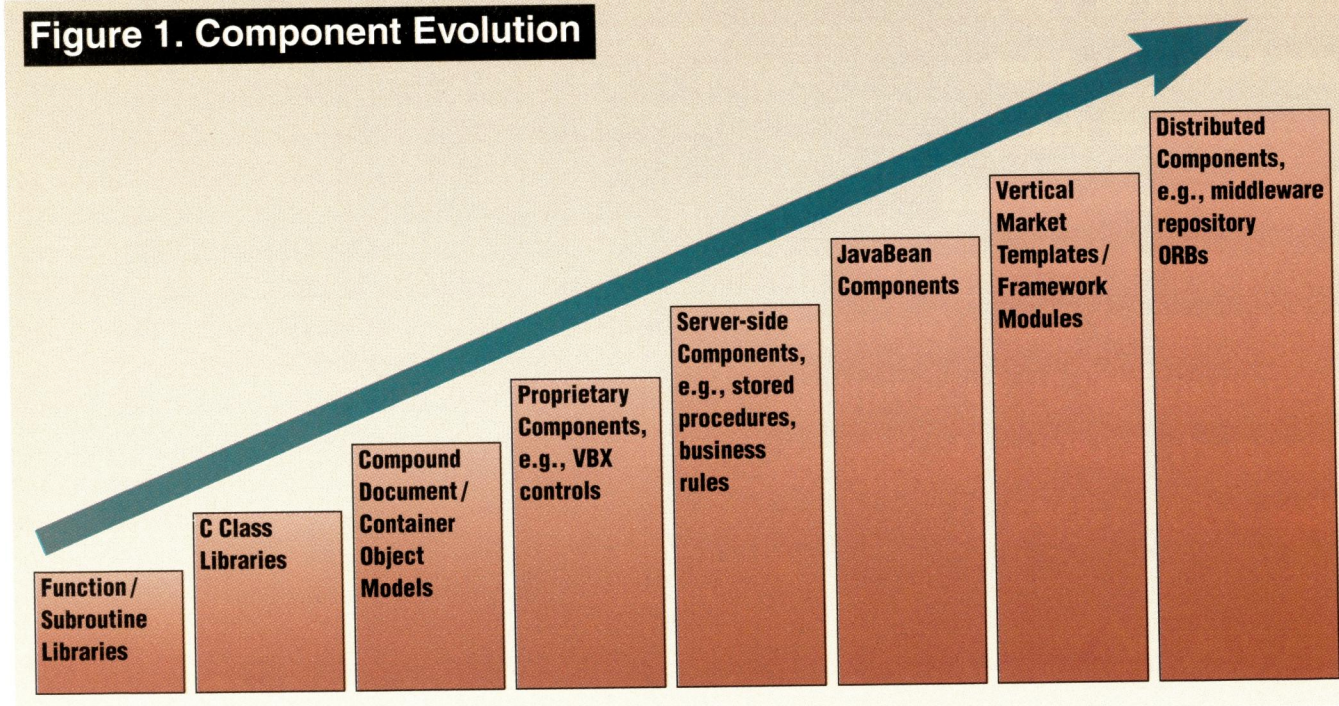 Figure 1. Component Evolution
Function /
Subroutine
Libraries
C Class
Libraries
Compound
Document /
Container
Object
Models
Proprietary
Components,
e.g., VBX
controls
Server-side
Components,
e.g., stored
procedures,
business
rules
JavaBean
Components
Vertical
Market
Templates /
Framework
Modules
Distributed
Components,
e.g., middleware
repository
ORBs